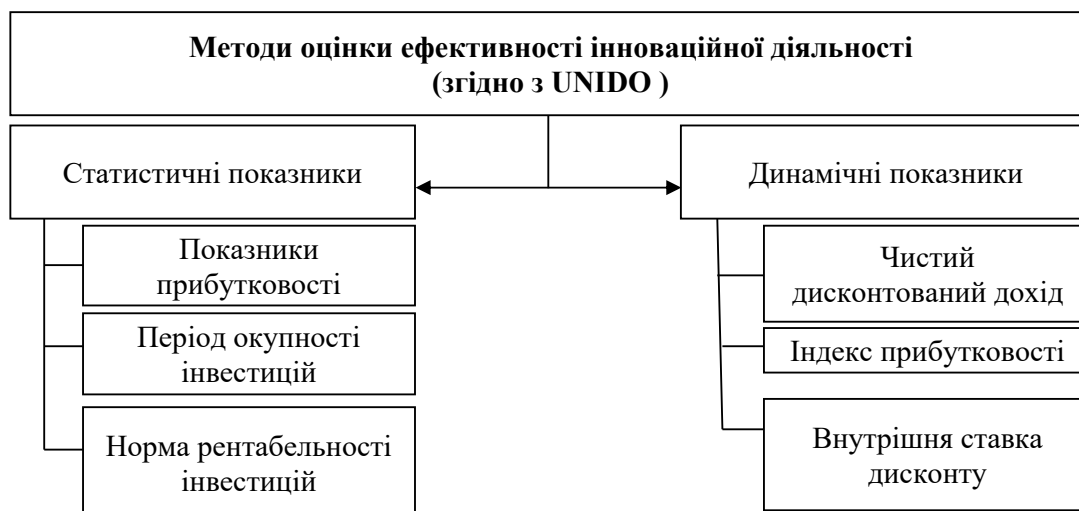 Методи оцінки ефективності інноваційної діяльності
(згідно з UNIDO )
Статистичні показники
Показники
прибутковості
Період окупності
інвестицій
Норма рентабельності
інвестицій
Динамічні показники
Чистий
дисконтований дохід
Індекс прибутковості
Внутрішня ставка
дисконту